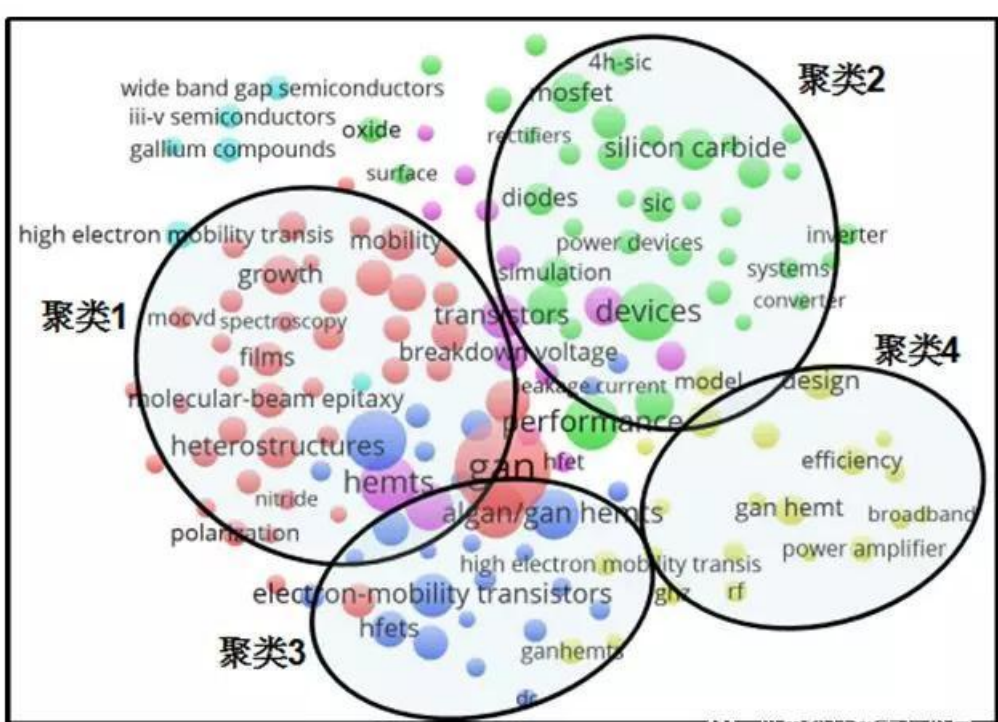 4h-sic
聚类2
wide band gap semiconductors
mosfet
iii-v semiconductors
oxide
rectifiers
gallium compounds
silicon carbide
surface
diodes
sic
high electron mobility transis
mobility
power devices
inverter
growth
simulation
systems
聚类1
mocvd
spectroscopy
transistors
devices
converter
films
breakdown voltage
聚类4
leakage current
model
design
molecular-beam epitaxy
performance
heterostructures
gan
hfet
efficiency
hemts
nitride
algan/gan hemts
gan hemt
broadband
polarization
power amplifier
high electron mobility transis
electron-mobility transistors
ghz
rf
hfets
聚类3
ganhemts
dc